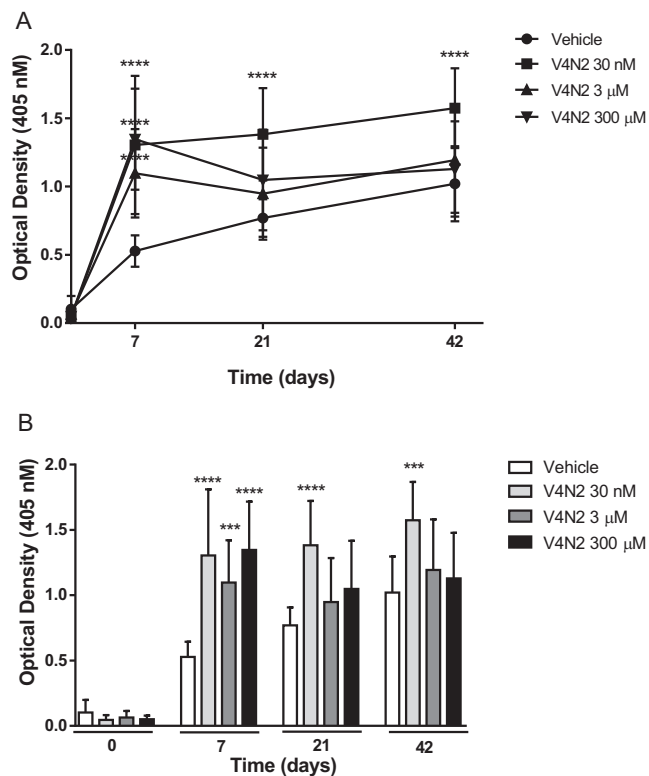 A
Vehicle
V4N2 30 nM
V4N2 3 μM
V4N2 300 μM
Optical Density (405 nM)
2.0
1.5
1.0
0.5
0.0
****
****
****
****
****
7
21
42
Time (days)
B
Vehicle
V4N2 30 nM
V4N2 3 μM
V4N2 300 μM
Optical Density (405 nM)
2.0
1.5
1.0
0.5
0.0
****
***
****
****
***
0
7
21
42
Time (days)